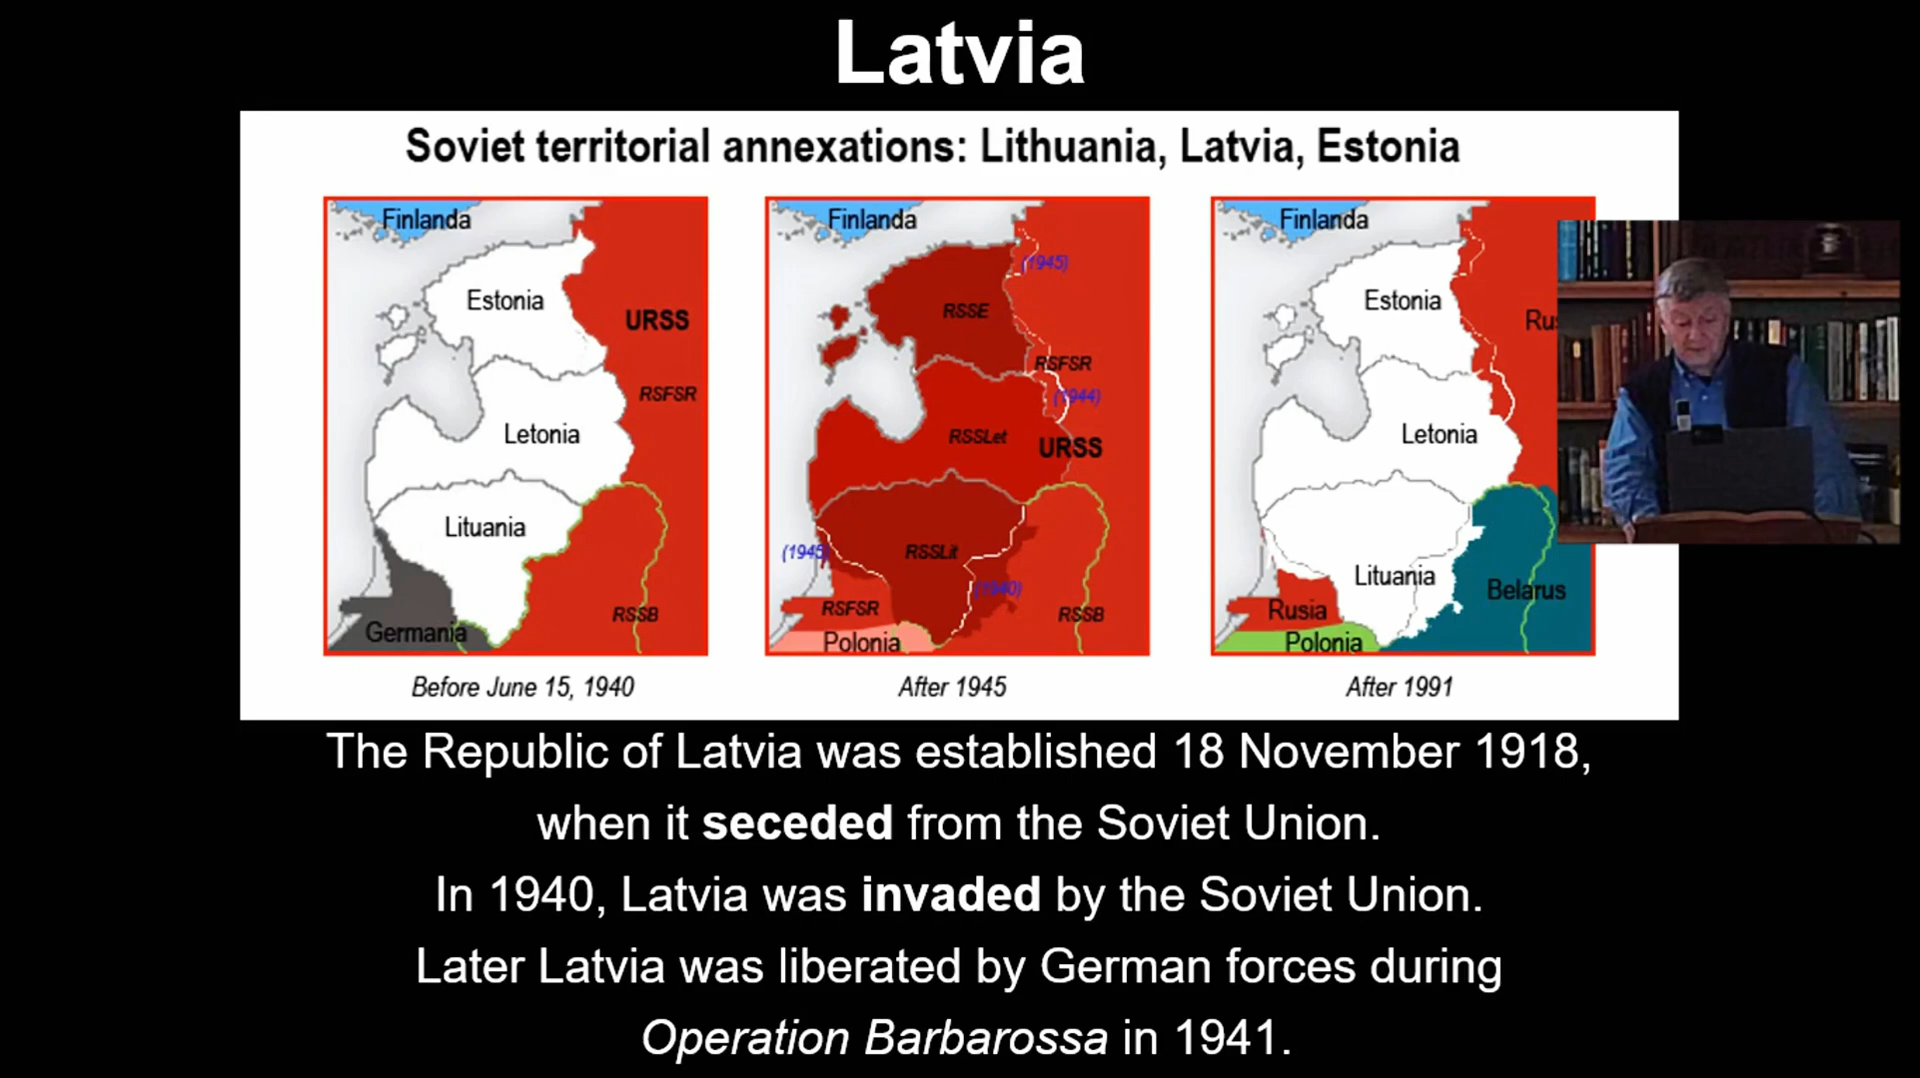 Latvia
Soviet territorial annexations: Lithuania, Latvia, Estonia
Finlanda
Estonia
URSS
RSFSR
Letonia
Lituania
RSSB
Germania
Before June 15, 1940
Finlanda
(1945)
RSSE
RSFSR
(1944)
RSSLet
URSS
(1945)
RSSLit
(1940)
RSFSR
RSSB
Polonia
After 1945
Finlanda
Estonia
Letonia
Lituania
Belarus
Rusia
Polonia
After 1991
The Republic of Latvia was established 18 November 1918,
when it seceded from the Soviet Union.
In 1940, Latvia was invaded by the Soviet Union.
Later Latvia was liberated by German forces during
Operation Barbarossa in 1941.